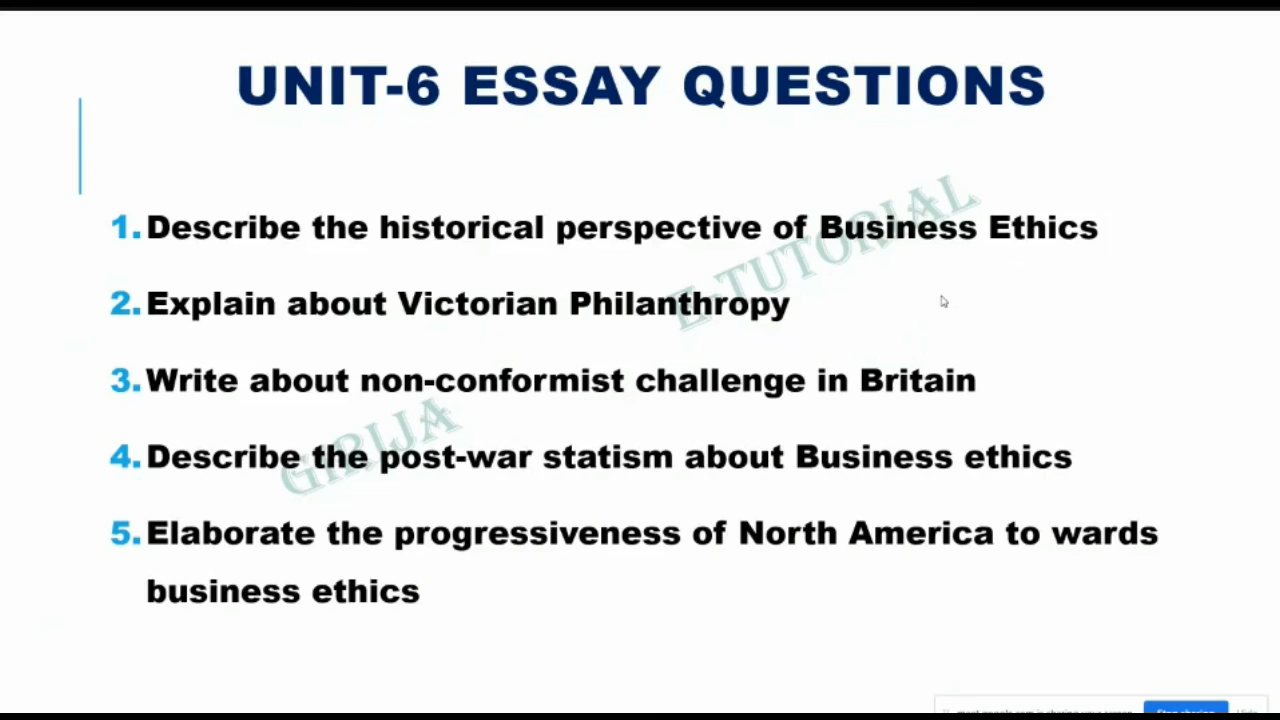 UNIT-6 ESSAY QUESTIONS
1. Describe the historical perspective of Business Ethics
E-TUTORIAL
2. Explain about Victorian Philanthropy
3. Write about non-conformist challenge in Britain
GIRIJA
4. Describe the post-war statism about Business ethics
5. Elaborate the progressiveness of North America to wards
business ethics